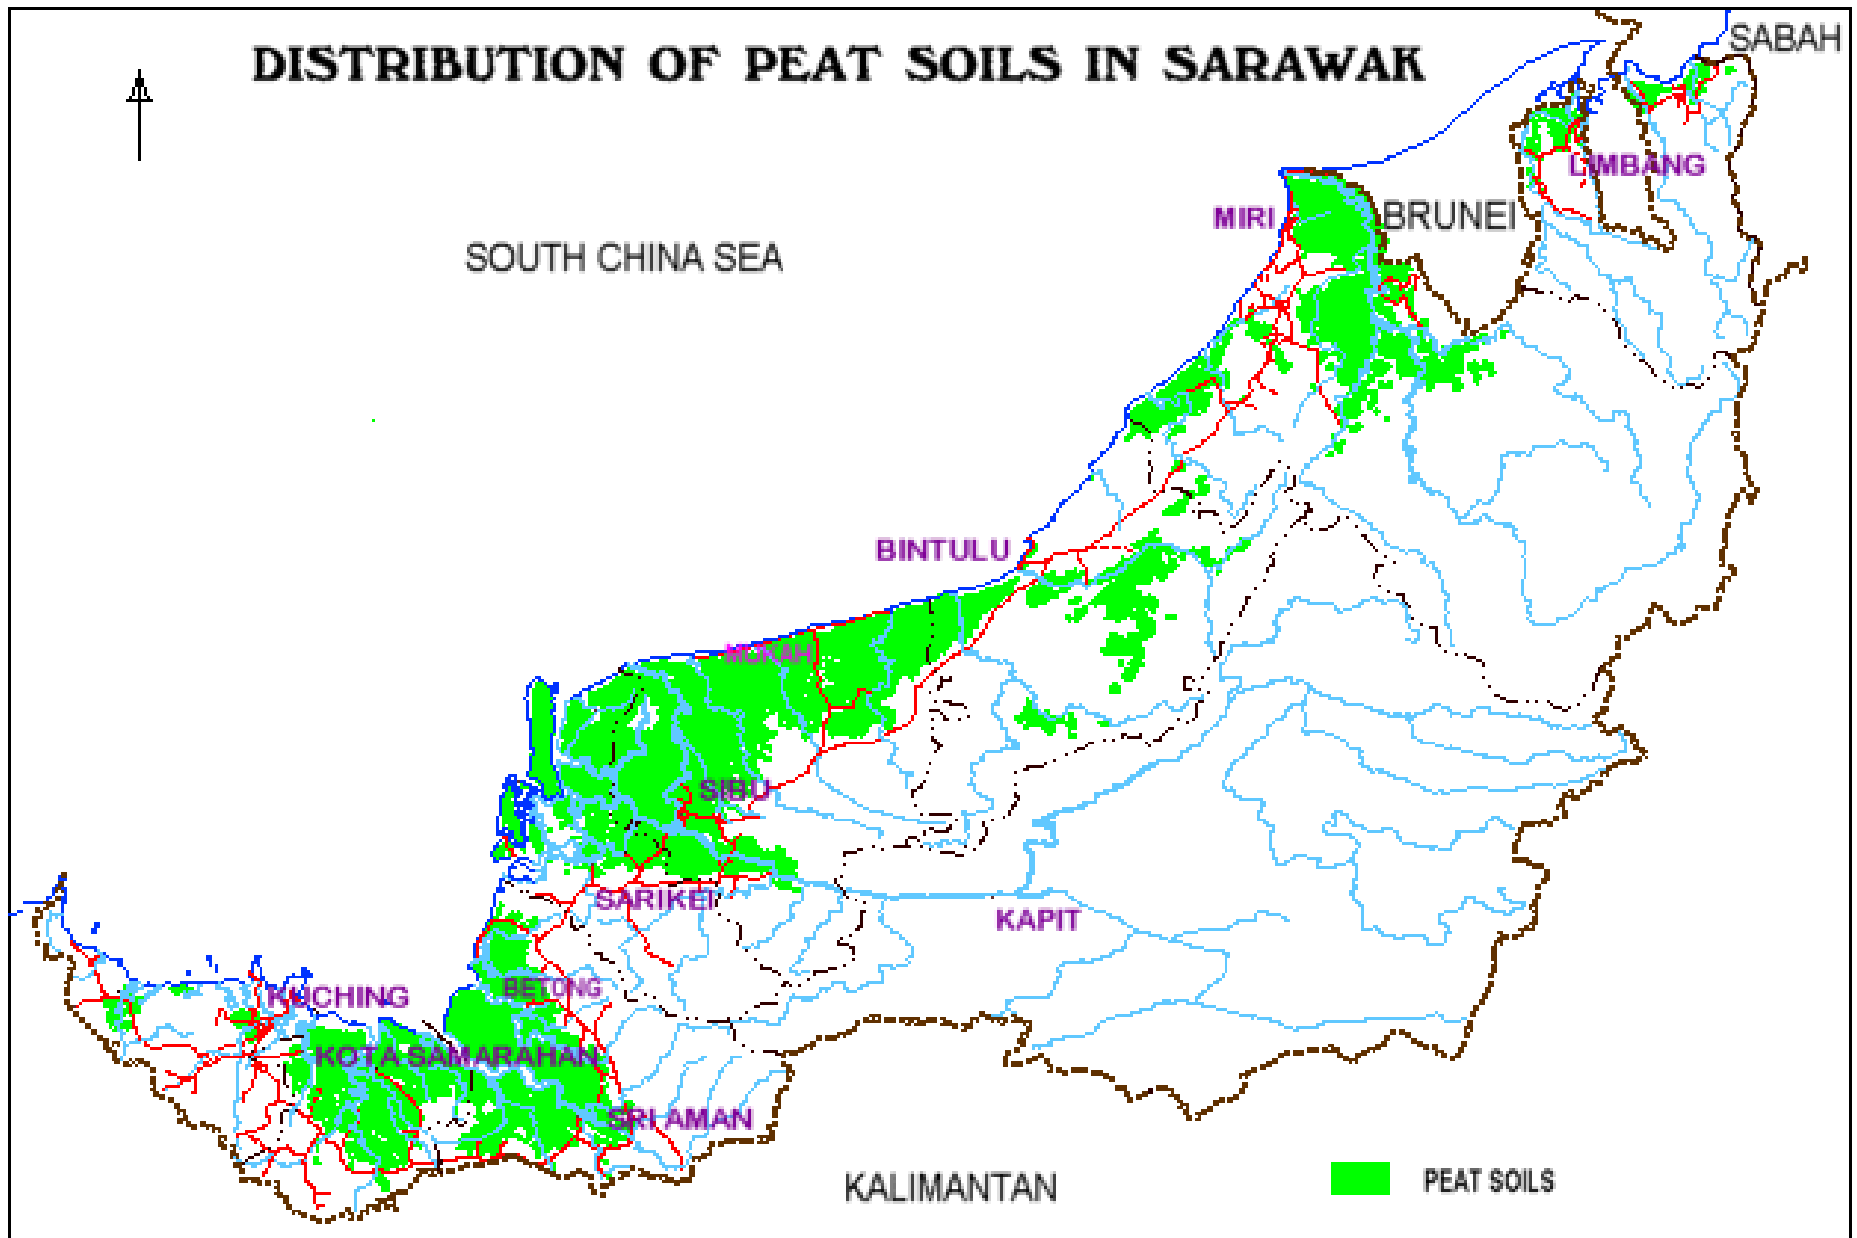 DISTRIBUTION OF PEAT SOILS IN SARAWAK
SABAH
LIMBANG
MIRI
BRUNEI
SOUTH CHINA SEA
BINTULU
MUKAH
SIBU
SARIKEI
KAPIT
BETONG
KUCHING
KOTA SAMARAHAN
SRI AMAN
KALIMANTAN
PEAT SOILS